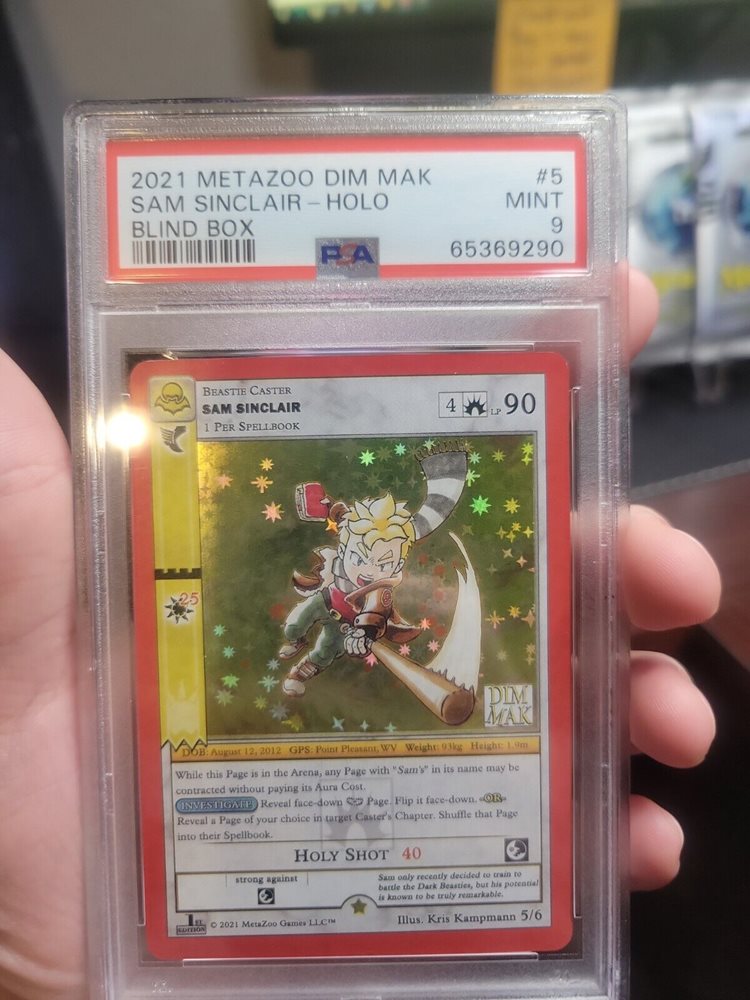 2021 METAZOO DIM MAK #5
SAM SINCLAIR - HOLO MINT
BLIND BOX 9
PSA 65369290
BEASTIE CASTER
SAM SINCLAIR
1 PER SPELLBOOK
4 LP 90
25
DIM
MAK
DOB: August 12, 2012 GPS: Point Pleasant, WV Weight: 93kg Height: 1.9m
While this Page is in the Arena, any Page with "Sam's" in its name may be
contracted without paying its Aura Cost.
INVESTIGATE Reveal face-down Page. Flip it face-down. -OR-
Reveal a Page of your choice in target Caster's Chapter. Shuffle that Page
into their Spellbook.
HOLY SHOT 40
strong against
Sam only recently decided to train to
battle the Dark Beasties, but his potential
is known to be truly remarkable.
1ST EDITION © 2021 MetaZoo Games LLC™ Illus. Kris Kampmann 5/6